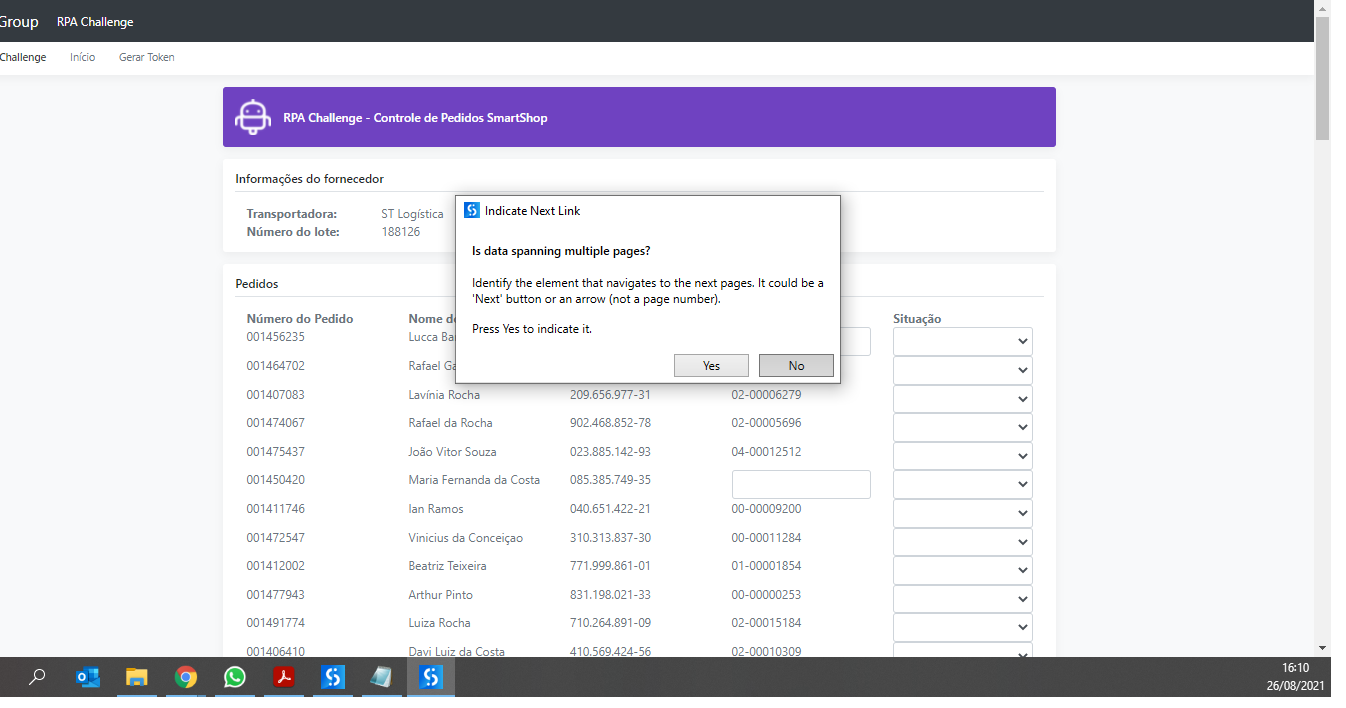 Group RPA Challenge
Challenge Início Gerar Token
RPA Challenge - Controle de Pedidos SmartShop
Informações do fornecedor
Transportadora: ST Logística
Número do lote: 188126
Indicate Next Link
Is data spanning multiple pages?
Identify the element that navigates to the next pages. It could be a
'Next' button or an arrow (not a page number).
Press Yes to indicate it.
Yes No
Pedidos
Número do Pedido Nome Situação
001456235 Lucca
001464702 Rafael
001407083 Lavínia Rocha 209.656.977-31 02-00006279
001474067 Rafael da Rocha 902.468.852-78 02-00005696
001475437 João Vitor Souza 023.885.142-93 04-00012512
001450420 Maria Fernanda da Costa 085.385.749-35
001411746 Ian Ramos 040.651.422-21 00-00009200
001472547 Vinicius da Conceiçao 310.313.837-30 00-00011284
001412002 Beatriz Teixeira 771.999.861-01 01-00001854
001477943 Arthur Pinto 831.198.021-33 00-00000253
001491774 Luiza Rocha 710.264.891-09 02-00015184
001406410 Davi Luiz da Costa 410.569.424-56 02-00010309
16:10
26/08/2021